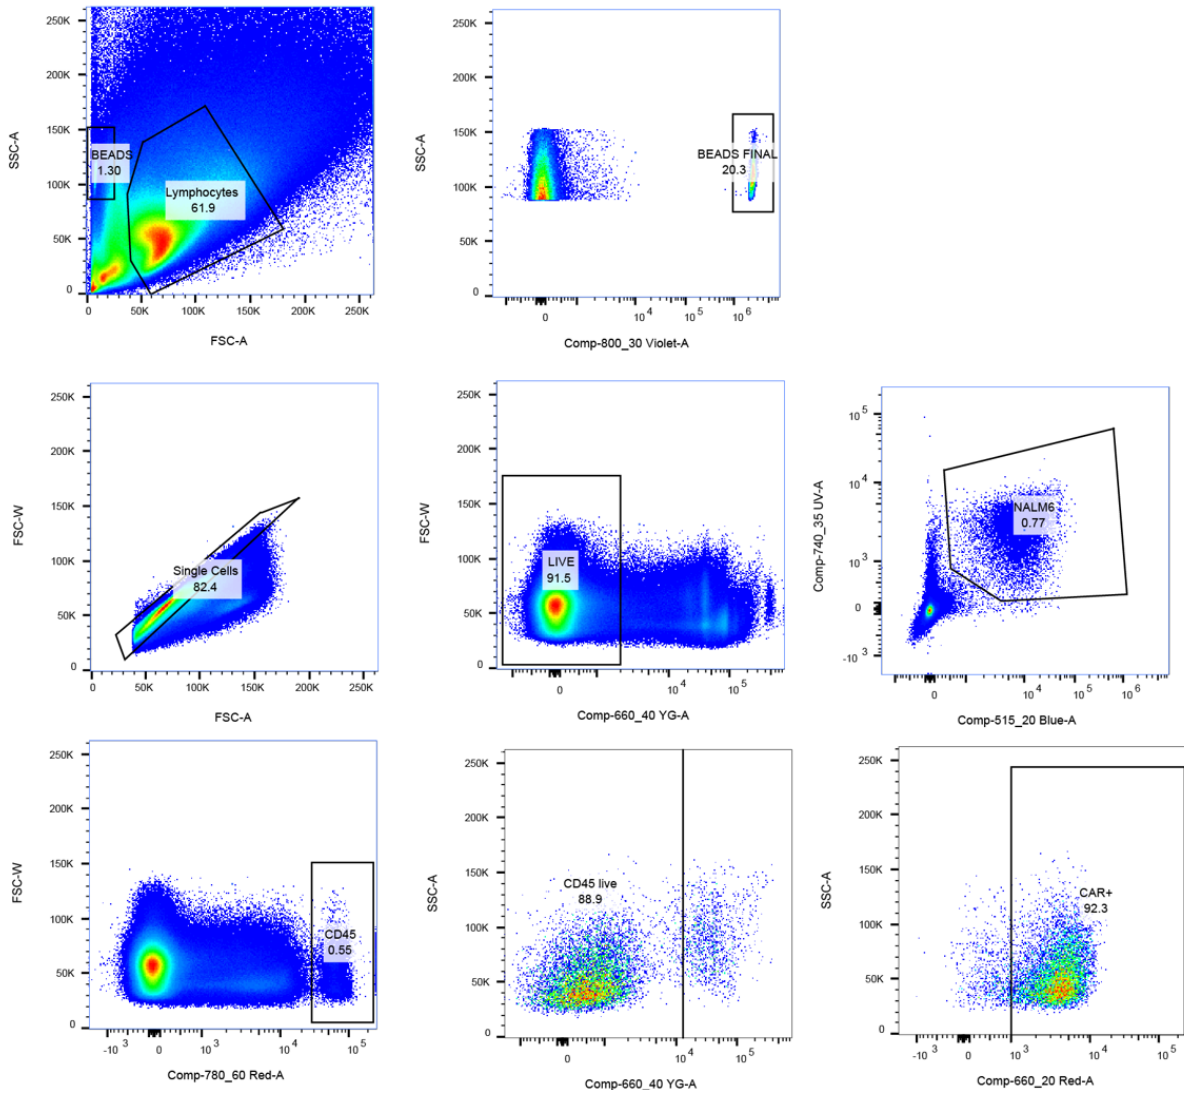 250K
200K
150K
100K
50K
0
SSC-A
BEADS
1.30
Lymphocytes
61.9
0 50K 100K 150K 200K 250K
FSC-A
250K
200K
150K
100K
50K
0
SSC-A
BEADS FINAL
20.3
0 10 4 10 5 10 6
Comp-800_30 Violet-A
250K
200K
150K
100K
50K
0
FSC-W
Single Cells
82.4
0 50K 100K 150K 200K 250K
FSC-A
250K
200K
150K
100K
50K
0
FSC-W
LIVE
91.5
0 10 4 10 5
Comp-660_40 YG-A
10 5
10 4
10 3
0
-10 3
Comp-740_35 UV-A
NALM6
0.77
0 10 4 10 5 10 6
Comp-515_20 Blue-A
250K
200K
150K
100K
50K
0
FSC-W
CD45
0.55
-10 3 0 10 3 10 4 10 5
Comp-780_60 Red-A
250K
200K
150K
100K
50K
0
SSC-A
CD45 live
88.9
0 10 4 10 5
Comp-660_40 YG-A
250K
200K
150K
100K
50K
0
SSC-A
CAR+
92.3
-10 3 0 10 3 10 4 10 5
Comp-660_20 Red-A